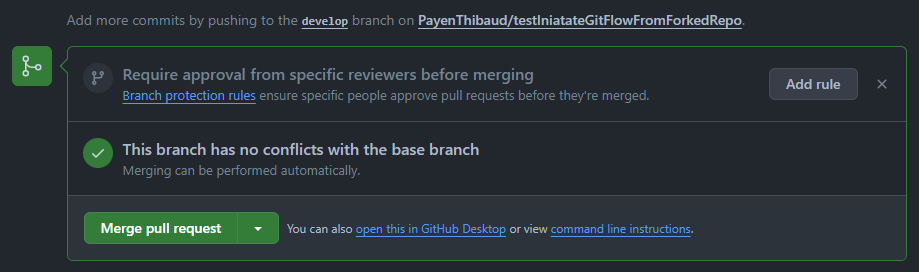 Add more commits by pushing to the develop branch on PayenThibaud/testIniatateGitFlowFromForkedRepo.
Require approval from specific reviewers before merging
Branch protection rules ensure specific people approve pull requests before they're merged.
Add rule
This branch has no conflicts with the base branch
Merging can be performed automatically.
Merge pull request
You can also open this in GitHub Desktop or view command line instructions.